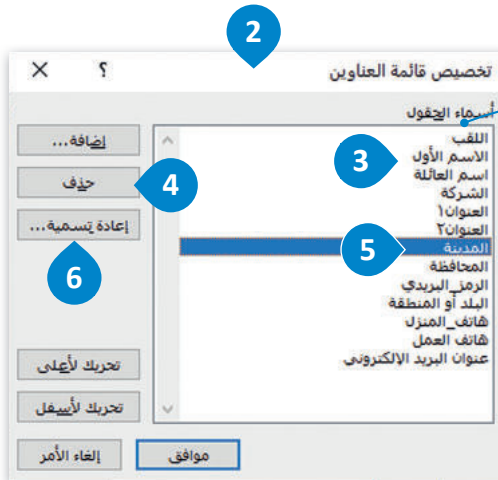 2
تخصيص قائمة العناوين
؟
×
أسماء الحقول
اللقب
الاسم الأول
3
اسم العائلة
الشركة
العنوان١
العنوان٢
المدينة
5
المحافظة
الرمز_البريدي
البلد أو المنطقة
هاتف_المنزل
هاتف العمل
عنوان البريد الإلكتروني
إضافة...
حذف
4
إعادة تسمية...
6
تحريك لأعلى
تحريك لأسفل
موافق
إلغاء الأمر